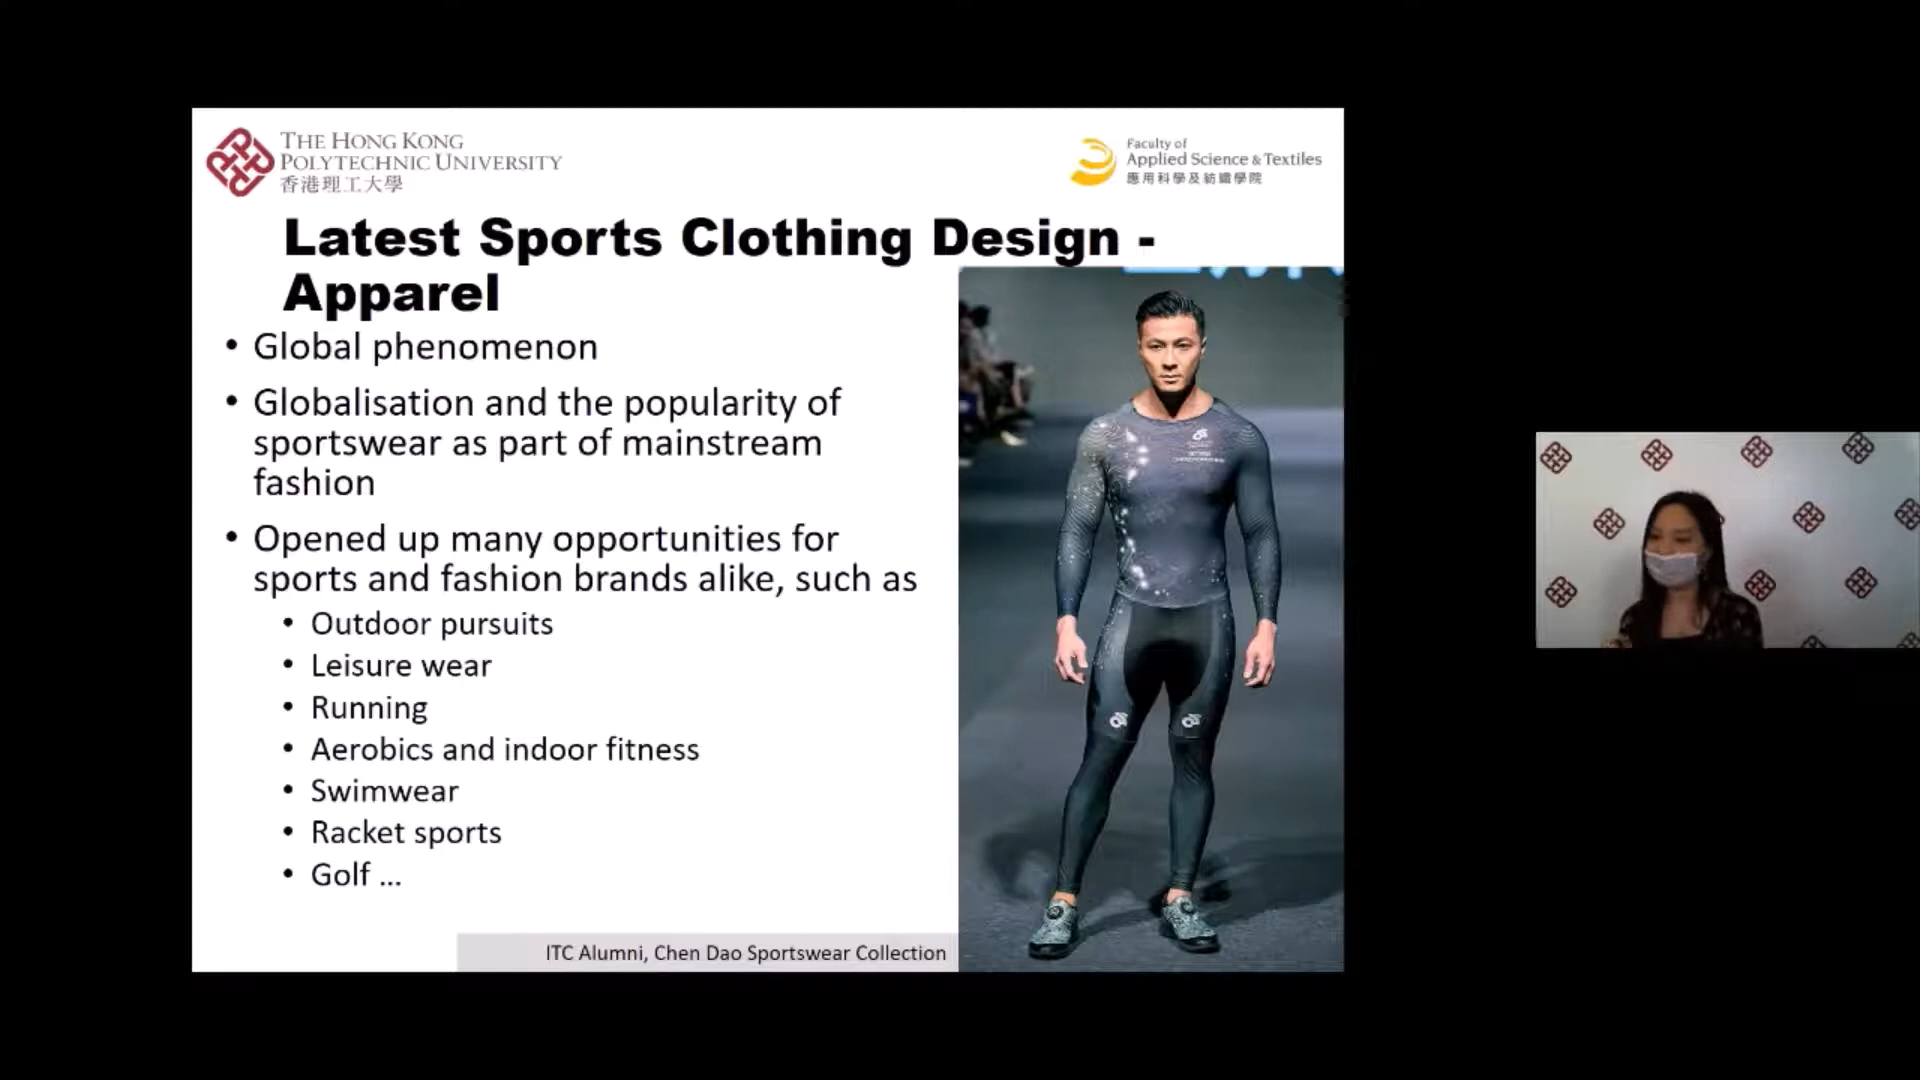 THE HONG KONG
POLYTECHNIC UNIVERSITY
香港理工大學
Faculty of
Applied Science & Textiles
應用科學及紡織學院
Latest Sports Clothing Design -
Apparel
• Global phenomenon
• Globalisation and the popularity of
sportswear as part of mainstream
fashion
• Opened up many opportunities for
sports and fashion brands alike, such as
• Outdoor pursuits
• Leisure wear
• Running
• Aerobics and indoor fitness
• Swimwear
• Racket sports
• Golf ...
ITC Alumni, Chen Dao Sportswear Collection